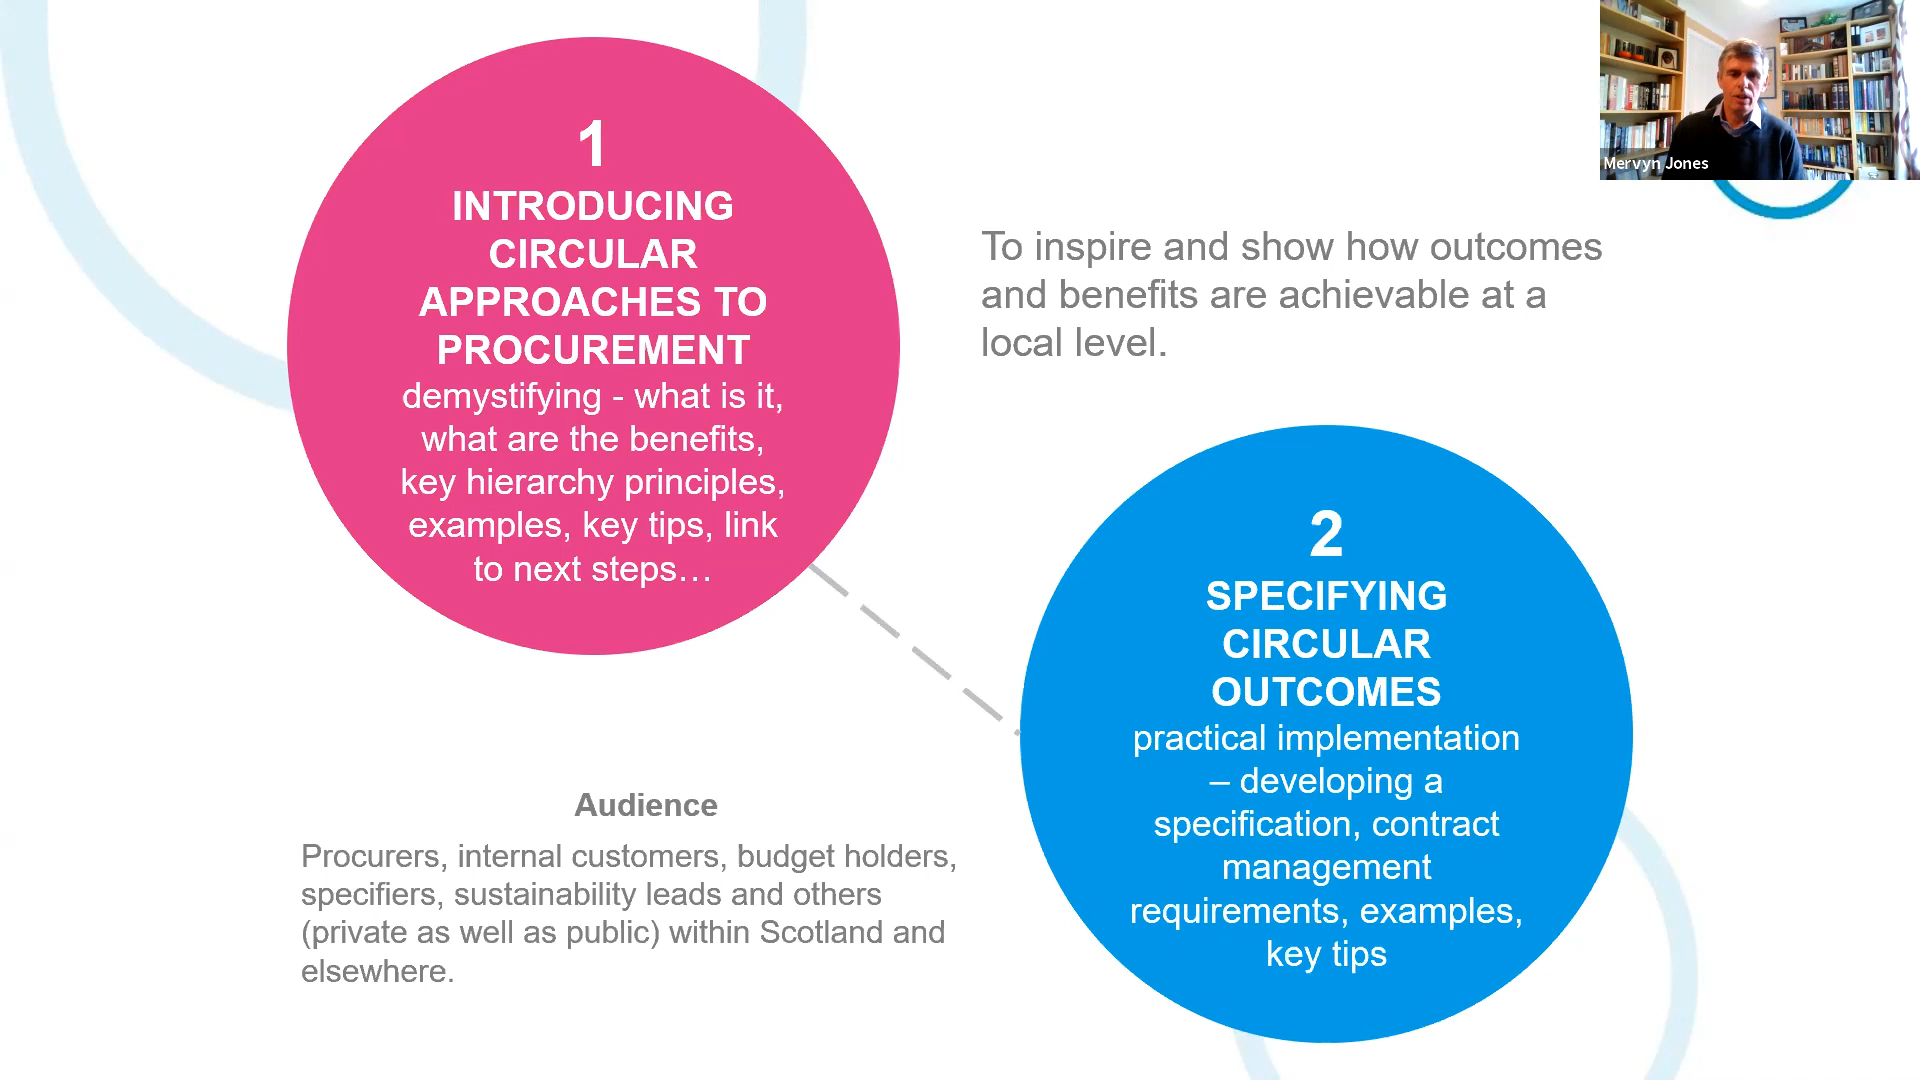 1
INTRODUCING
CIRCULAR
APPROACHES TO
PROCUREMENT
demystifying - what is it,
what are the benefits,
key hierarchy principles,
examples, key tips, link
to next steps…
Mervyn Jones
To inspire and show how outcomes
and benefits are achievable at a
local level.
2
SPECIFYING
CIRCULAR
OUTCOMES
practical implementation
– developing a
specification, contract
management
requirements, examples,
key tips
Audience
Procurers, internal customers, budget holders,
specifiers, sustainability leads and others
(private as well as public) within Scotland and
elsewhere.